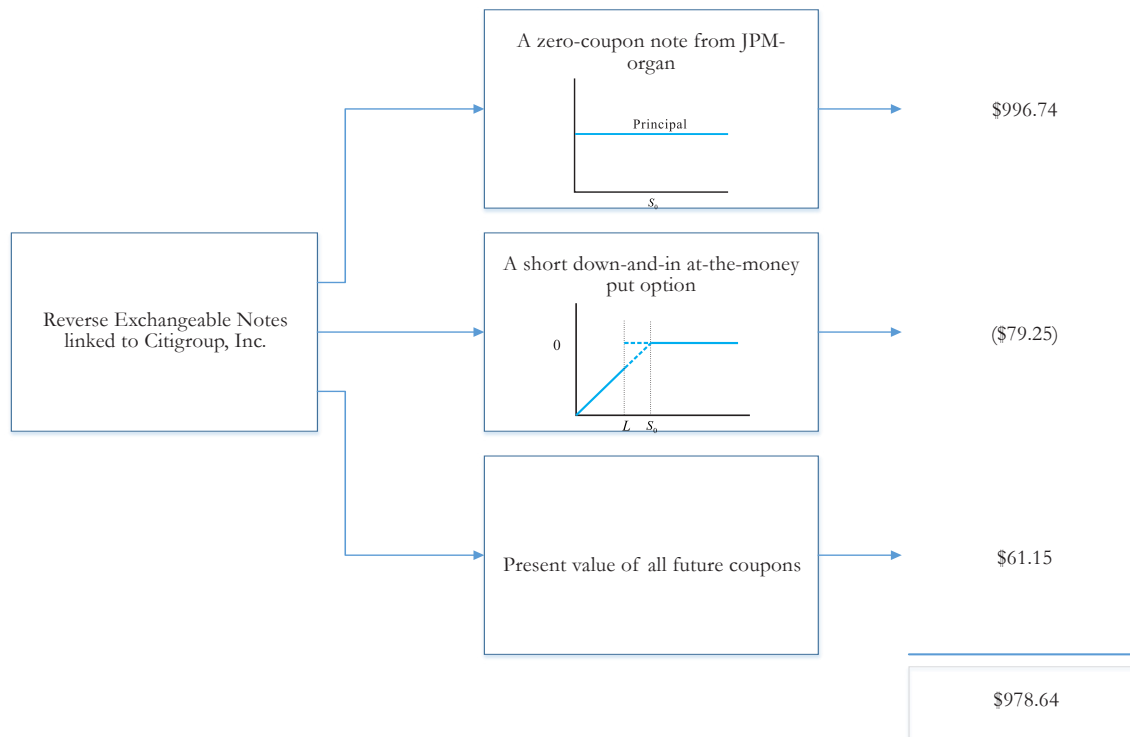 A zero-coupon note from JPM-
organ
Principal
S₀
$996.74
Reverse Exchangeable Notes
linked to Citigroup, Inc.
A short down-and-in at-the-money
put option
0
L S₀
($79.25)
Present value of all future coupons
$61.15
$978.64